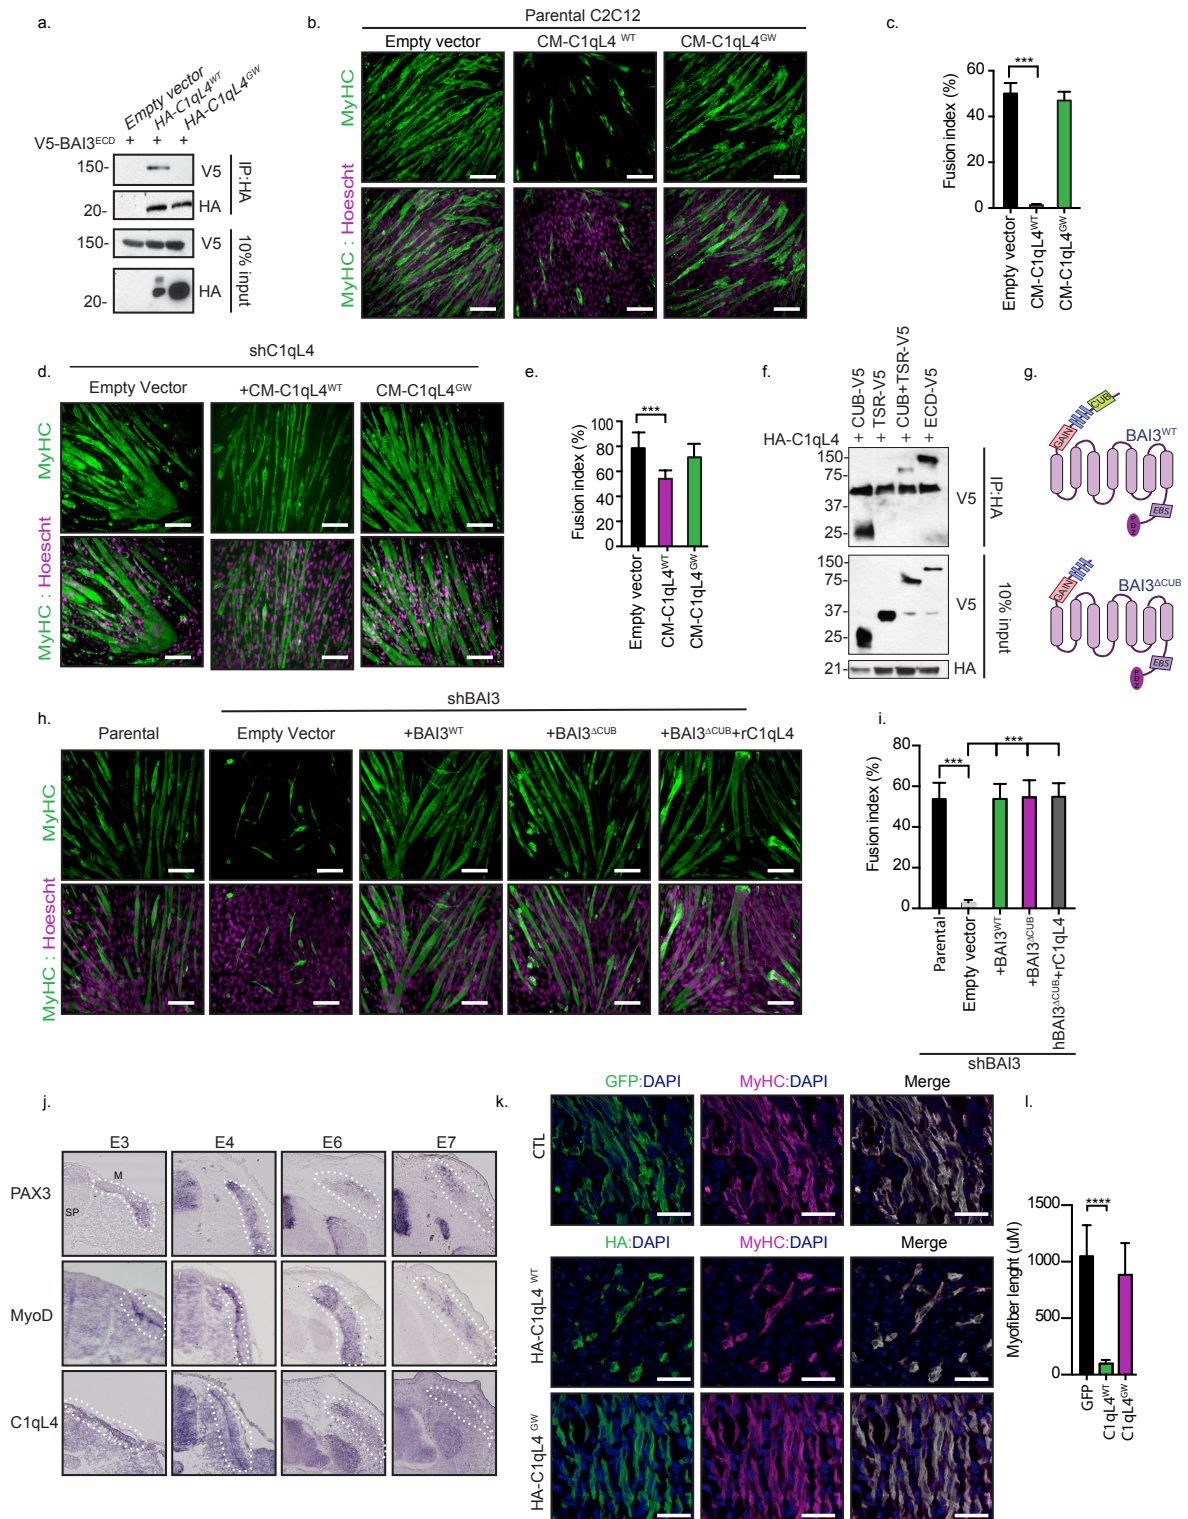 a.
Empty vector
HA-C1qL4WT
HA-C1qL4GW
V5-BAI3ECD + + +
150- V5
20- HA
IP:HA
150- V5
20- HA
10% input
b.
Parental C2C12
Empty vector CM-C1qL4 WT CM-C1qL4GW
MyHC
MyHC : Hoescht
c.
***
Fusion index (%)
60
40
20
0
Empty vector
CM-C1qL4WT
CM-C1qL4GW
d.
shC1qL4
Empty Vector +CM-C1qL4WT CM-C1qL4GW
MyHC
MyHC : Hoescht
e.
***
Fusion index (%)
100
80
60
40
20
0
Empty vector
CM-C1qL4WT
CM-C1qL4GW
f.
CUB-V5
TSR-V5
CUB+TSR-V5
ECD-V5
HA-C1qL4 + + + +
150
75
37
25
V5
IP:HA
150
75
37
25
V5
21
HA
10% input
g.
CUB
GAIN
BAI3WT
EBS
PDZ
GAIN
BAI3ΔCUB
EBS
PDZ
h.
shBAI3
Parental Empty Vector +BAI3WT +BAI3ΔCUB +BAI3ΔCUB+rC1qL4
MyHC
MyHC : Hoescht
i.
***
***
Fusion index (%)
80
60
40
20
0
Parental
Empty vector
+BAI3WT
+BAI3ΔCUB
hBAI3ΔCUB+rC1qL4
shBAI3
j.
E3 E4 E6 E7
PAX3
M
SP
MyoD
C1qL4
k.
GFP:DAPI MyHC:DAPI Merge
CTL
HA:DAPI MyHC:DAPI Merge
HA-C1qL4 WT
HA-C1qL4 GW
l.
****
Myofiber lenght (uM)
1500
1000
500
0
GFP
C1qL4WT
C1qL4GW